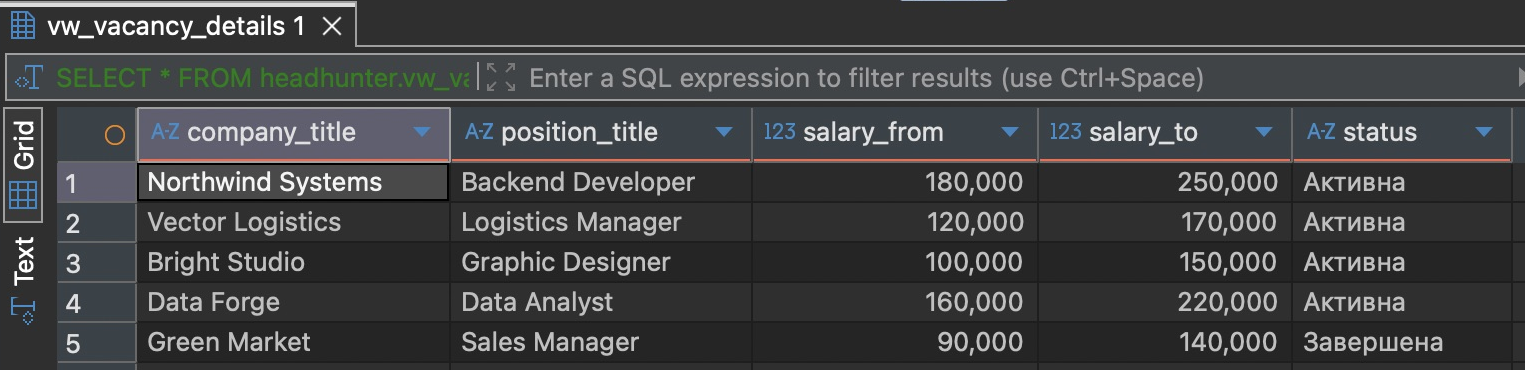 vw_vacancy_details 1
SELECT * FROM headhunter.vw_va Enter a SQL expression to filter results (use Ctrl+Space)
Grid
Text
A-Z company_title A-Z position_title 123 salary_from 123 salary_to A-Z status
1 Northwind Systems Backend Developer 180,000 250,000 Активна
2 Vector Logistics Logistics Manager 120,000 170,000 Активна
3 Bright Studio Graphic Designer 100,000 150,000 Активна
4 Data Forge Data Analyst 160,000 220,000 Активна
5 Green Market Sales Manager 90,000 140,000 Завершена